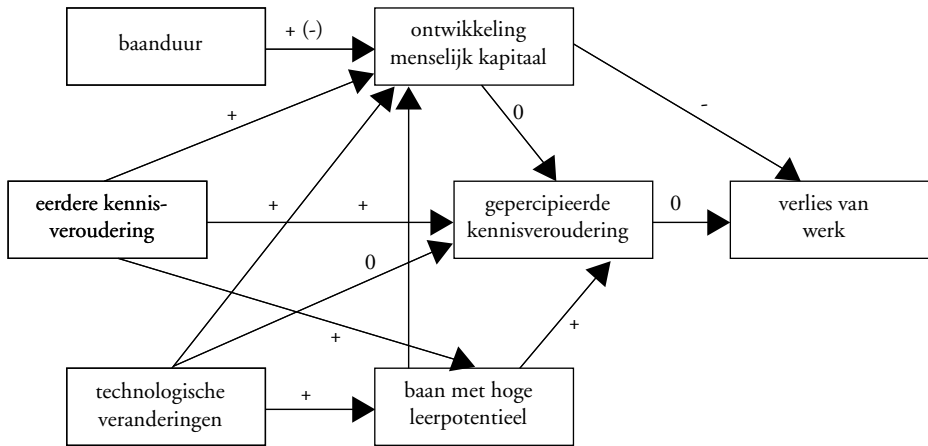 baanduur
+ (-)
ontwikkeling
menselijk kapitaal
+
0
-
eerdere kennis-
veroudering
+ +
gepercipieerde
kennisveroudering
0
verlies van
werk
0
+
+
technologische
veranderingen
+
baan met hoge
leerpotentieel